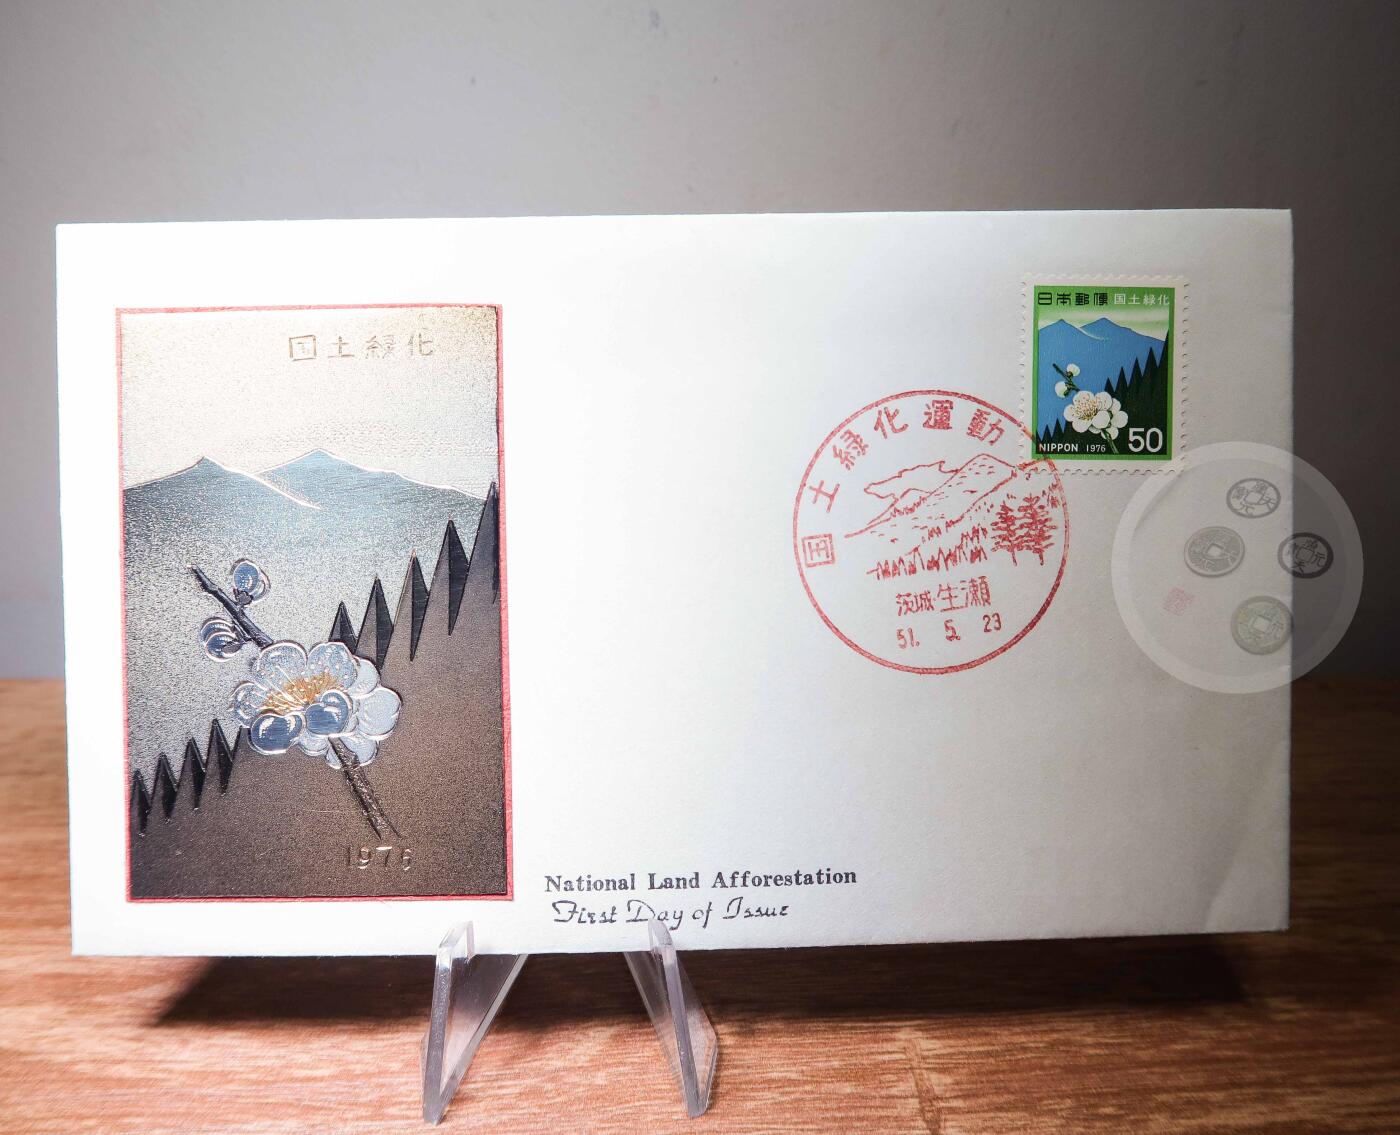 国土緑化
1976
日本郵便 国土緑化
NIPPON 1976 50
国土緑化運動
茨城・生瀬
51. 5. 23
National Land Afforestation
First Day of Issue